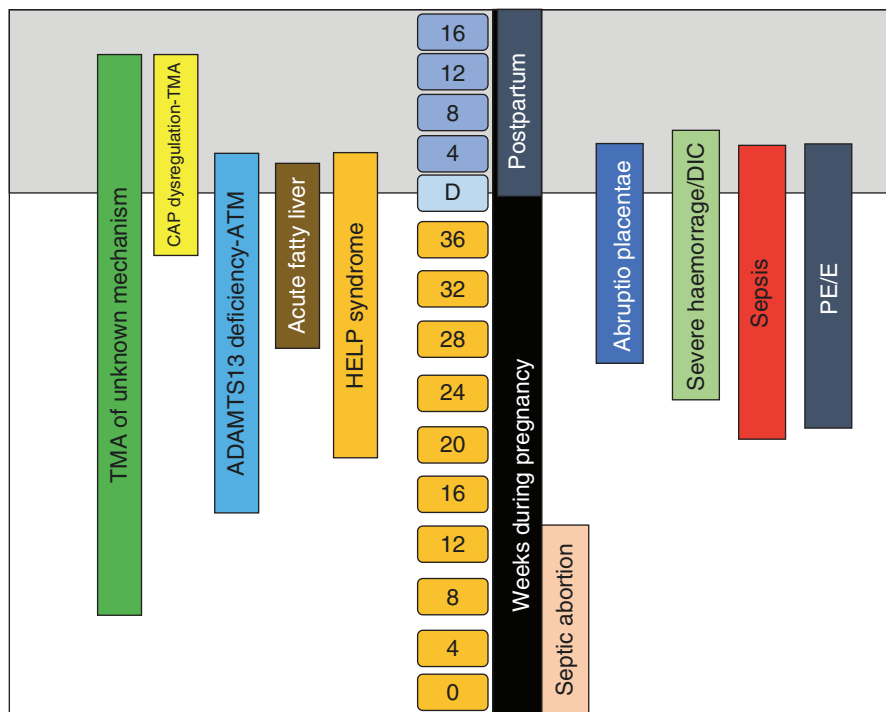 TMA of unknown mechanism
CAP dysregulation-TMA
ADAMTS13 deficiency-ATM
Acute fatty liver
HELP syndrome
16
12
8
4
D
36
32
28
24
20
16
12
8
4
0
Postpartum
Weeks during pregnancy
Septic abortion
Abruptio placentae
Severe haemorrage/DIC
Sepsis
PE/E